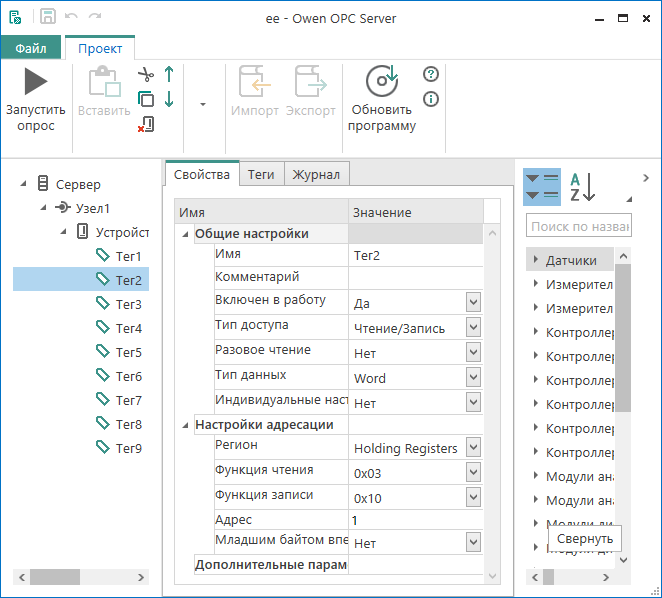 ee - Owen OPC Server
Файл
Проект
Запустить опрос
Вставить
Импорт
Экспорт
Обновить программу
Сервер
Узел1
Устройст
Тег1
Тег2
Тег3
Тег4
Тег5
Тег6
Тег7
Тег8
Тег9
Свойства
Теги
Журнал
Имя Значение
Общие настройки
Имя Тег2
Комментарий
Включен в работу Да
Тип доступа Чтение/Запись
Разовое чтение Нет
Тип данных Word
Индивидуальные наст Нет
Настройки адресации
Регион Holding Registers
Функция чтения 0x03
Функция записи 0x10
Адрес 1
Младшим байтом впе Нет
Дополнительные парам
A
Z
Поиск по назван
Датчики
Измерител
Измерител
Контроллер
Контроллер
Контроллер
Контроллер
Контроллер
Контроллер
Модули ана
Модули ана
Свернуть